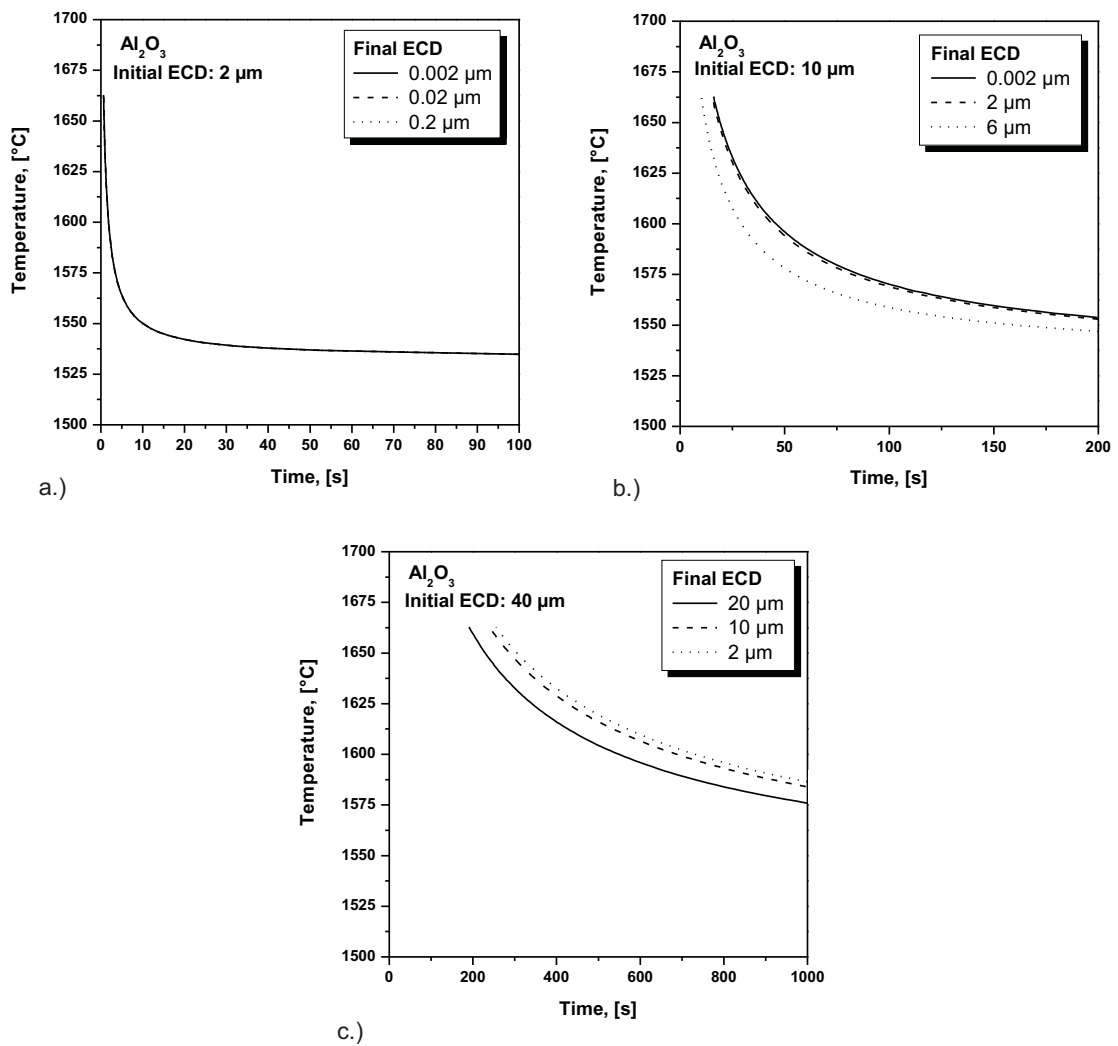 Al2O3
Initial ECD: 2 µm
Final ECD
0.002 µm
0.02 µm
0.2 µm
1700
1675
1650
1625
1600
1575
1550
1525
1500
Temperature, [°C]
0 10 20 30 40 50 60 70 80 90 100
Time, [s]
a.)
Al2O3
Initial ECD: 10 µm
Final ECD
0.002 µm
2 µm
6 µm
1700
1675
1650
1625
1600
1575
1550
1525
1500
Temperature, [°C]
0 50 100 150 200
Time, [s]
b.)
Al2O3
Initial ECD: 40 µm
Final ECD
20 µm
10 µm
2 µm
1700
1675
1650
1625
1600
1575
1550
1525
1500
Temperature, [°C]
0 200 400 600 800 1000
Time, [s]
c.)